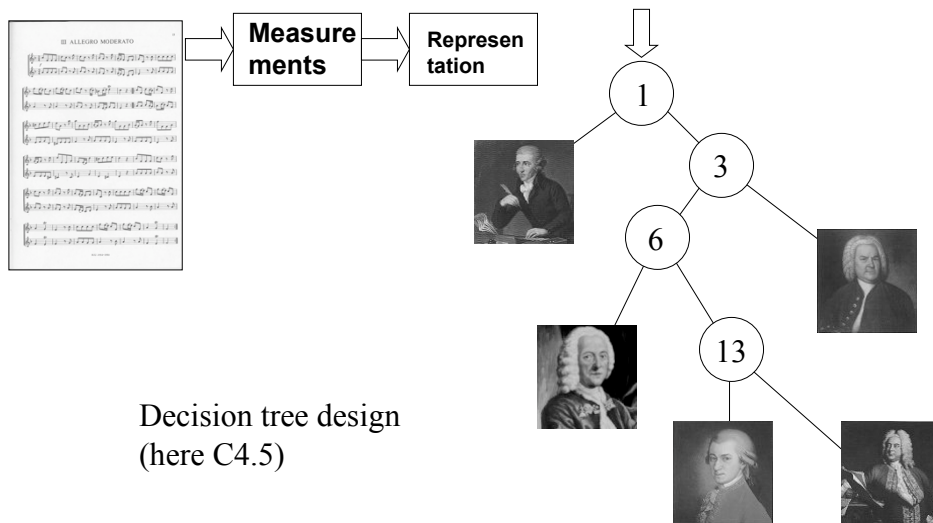 III ALLEGRO MODERATO
Measure
ments
Represen
tation
1
3
6
13
Decision tree design
(here C4.5)